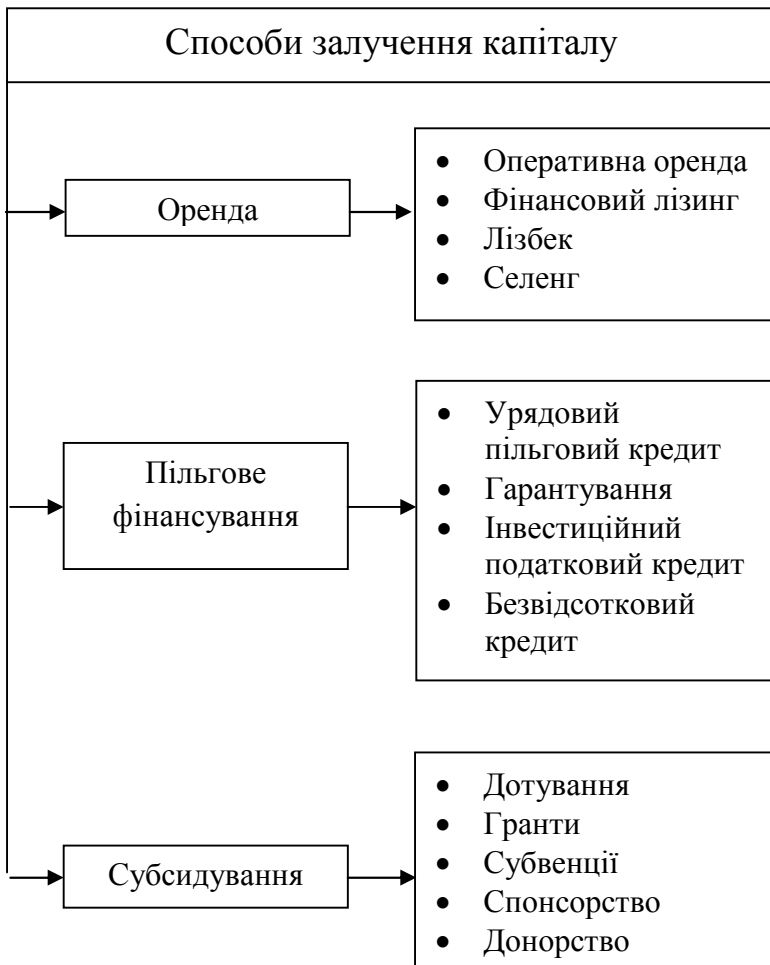 Способи залучення капіталу
Оренда
• Оперативна оренда
• Фінансовий лізинг
• Лізбек
• Селенг
Пільгове
фінансування
• Урядовий
пільговий кредит
• Гарантування
• Інвестиційний
податковий кредит
• Безвідсотковий
кредит
Субсидування
• Дотування
• Гранти
• Субвенції
• Спонсорство
• Донорство